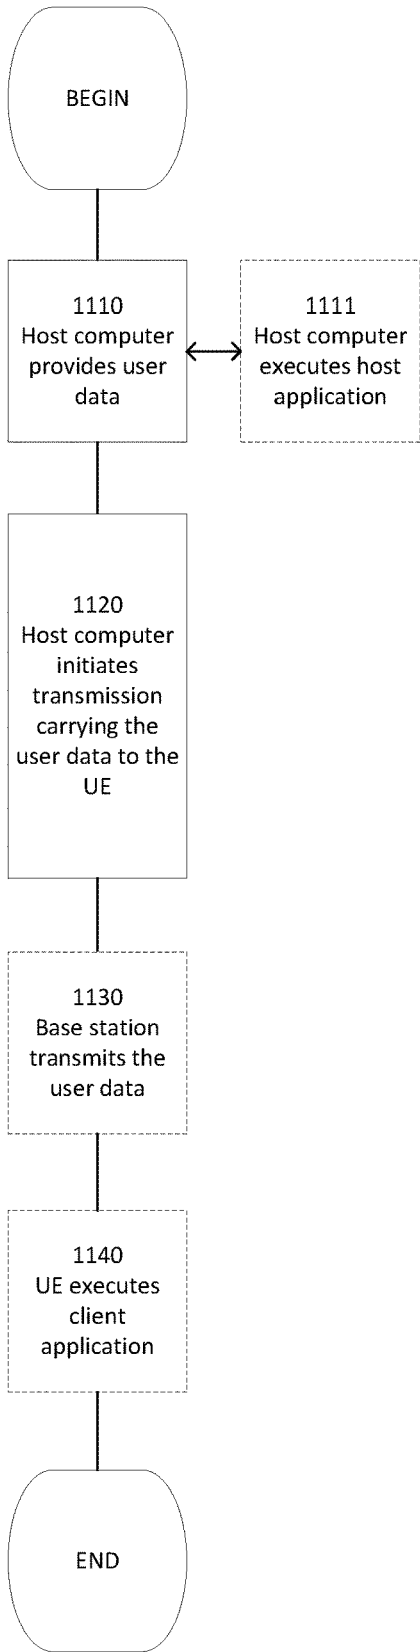 BEGIN
1110
Host computer
provides user
data
1111
Host computer
executes host
application
1120
Host computer
initiates
transmission
carrying the
user data to the
UE
1130
Base station
transmits the
user data
1140
UE executes
client
application
END